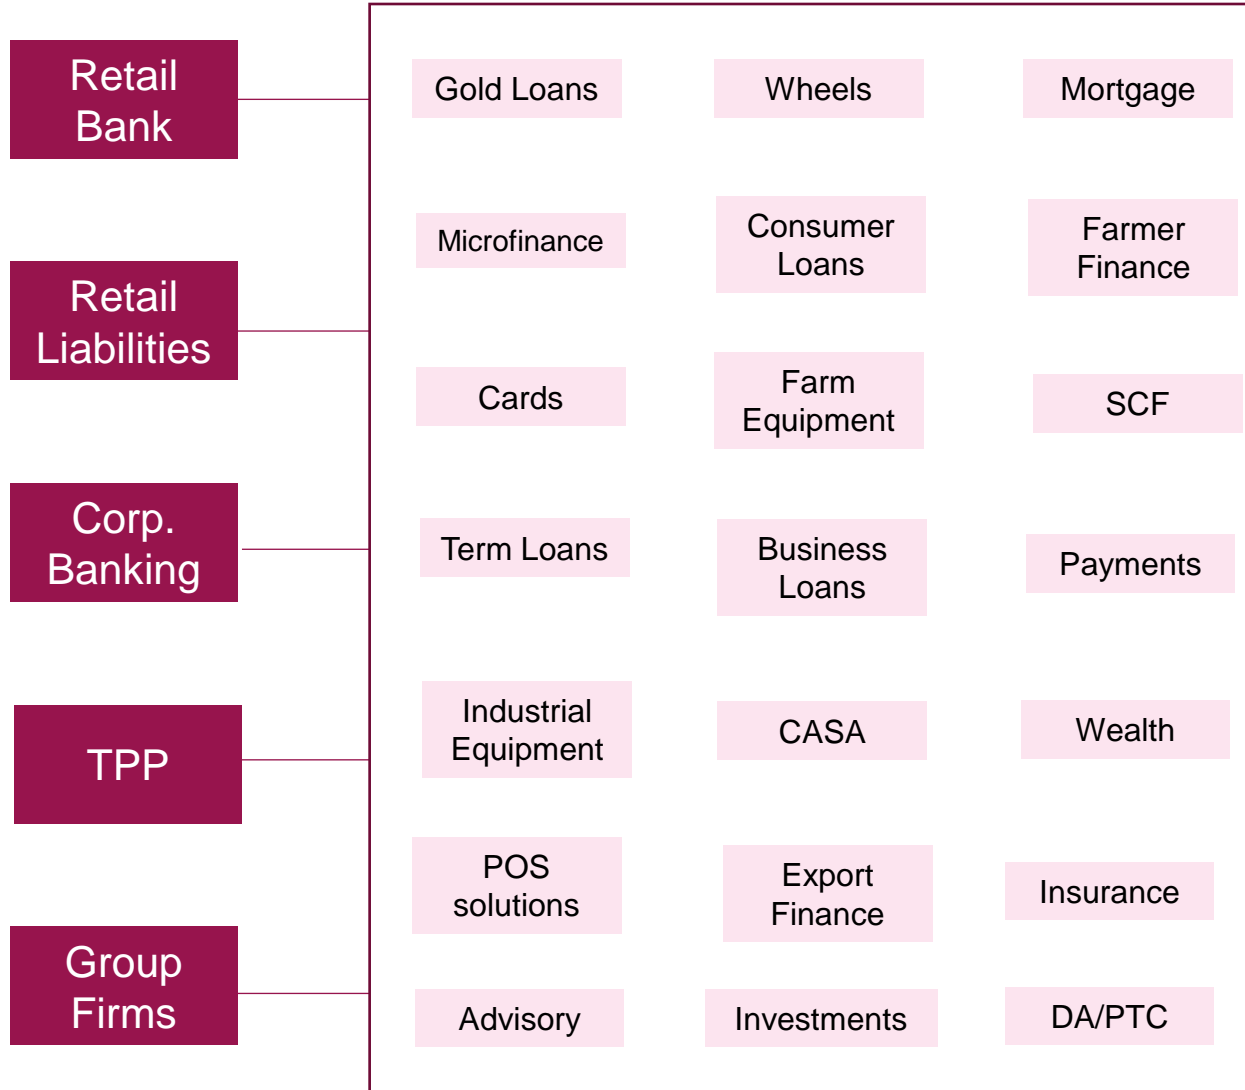 Retail
Bank
Retail
Liabilities
Corp.
Banking
TPP
Group
Firms
Gold Loans
Wheels
Mortgage
Microfinance
Consumer
Loans
Farmer
Finance
Cards
Farm
Equipment
SCF
Term Loans
Business
Loans
Payments
Industrial
Equipment
CASA
Wealth
POS
solutions
Export
Finance
Insurance
Advisory
Investments
DA/PTC